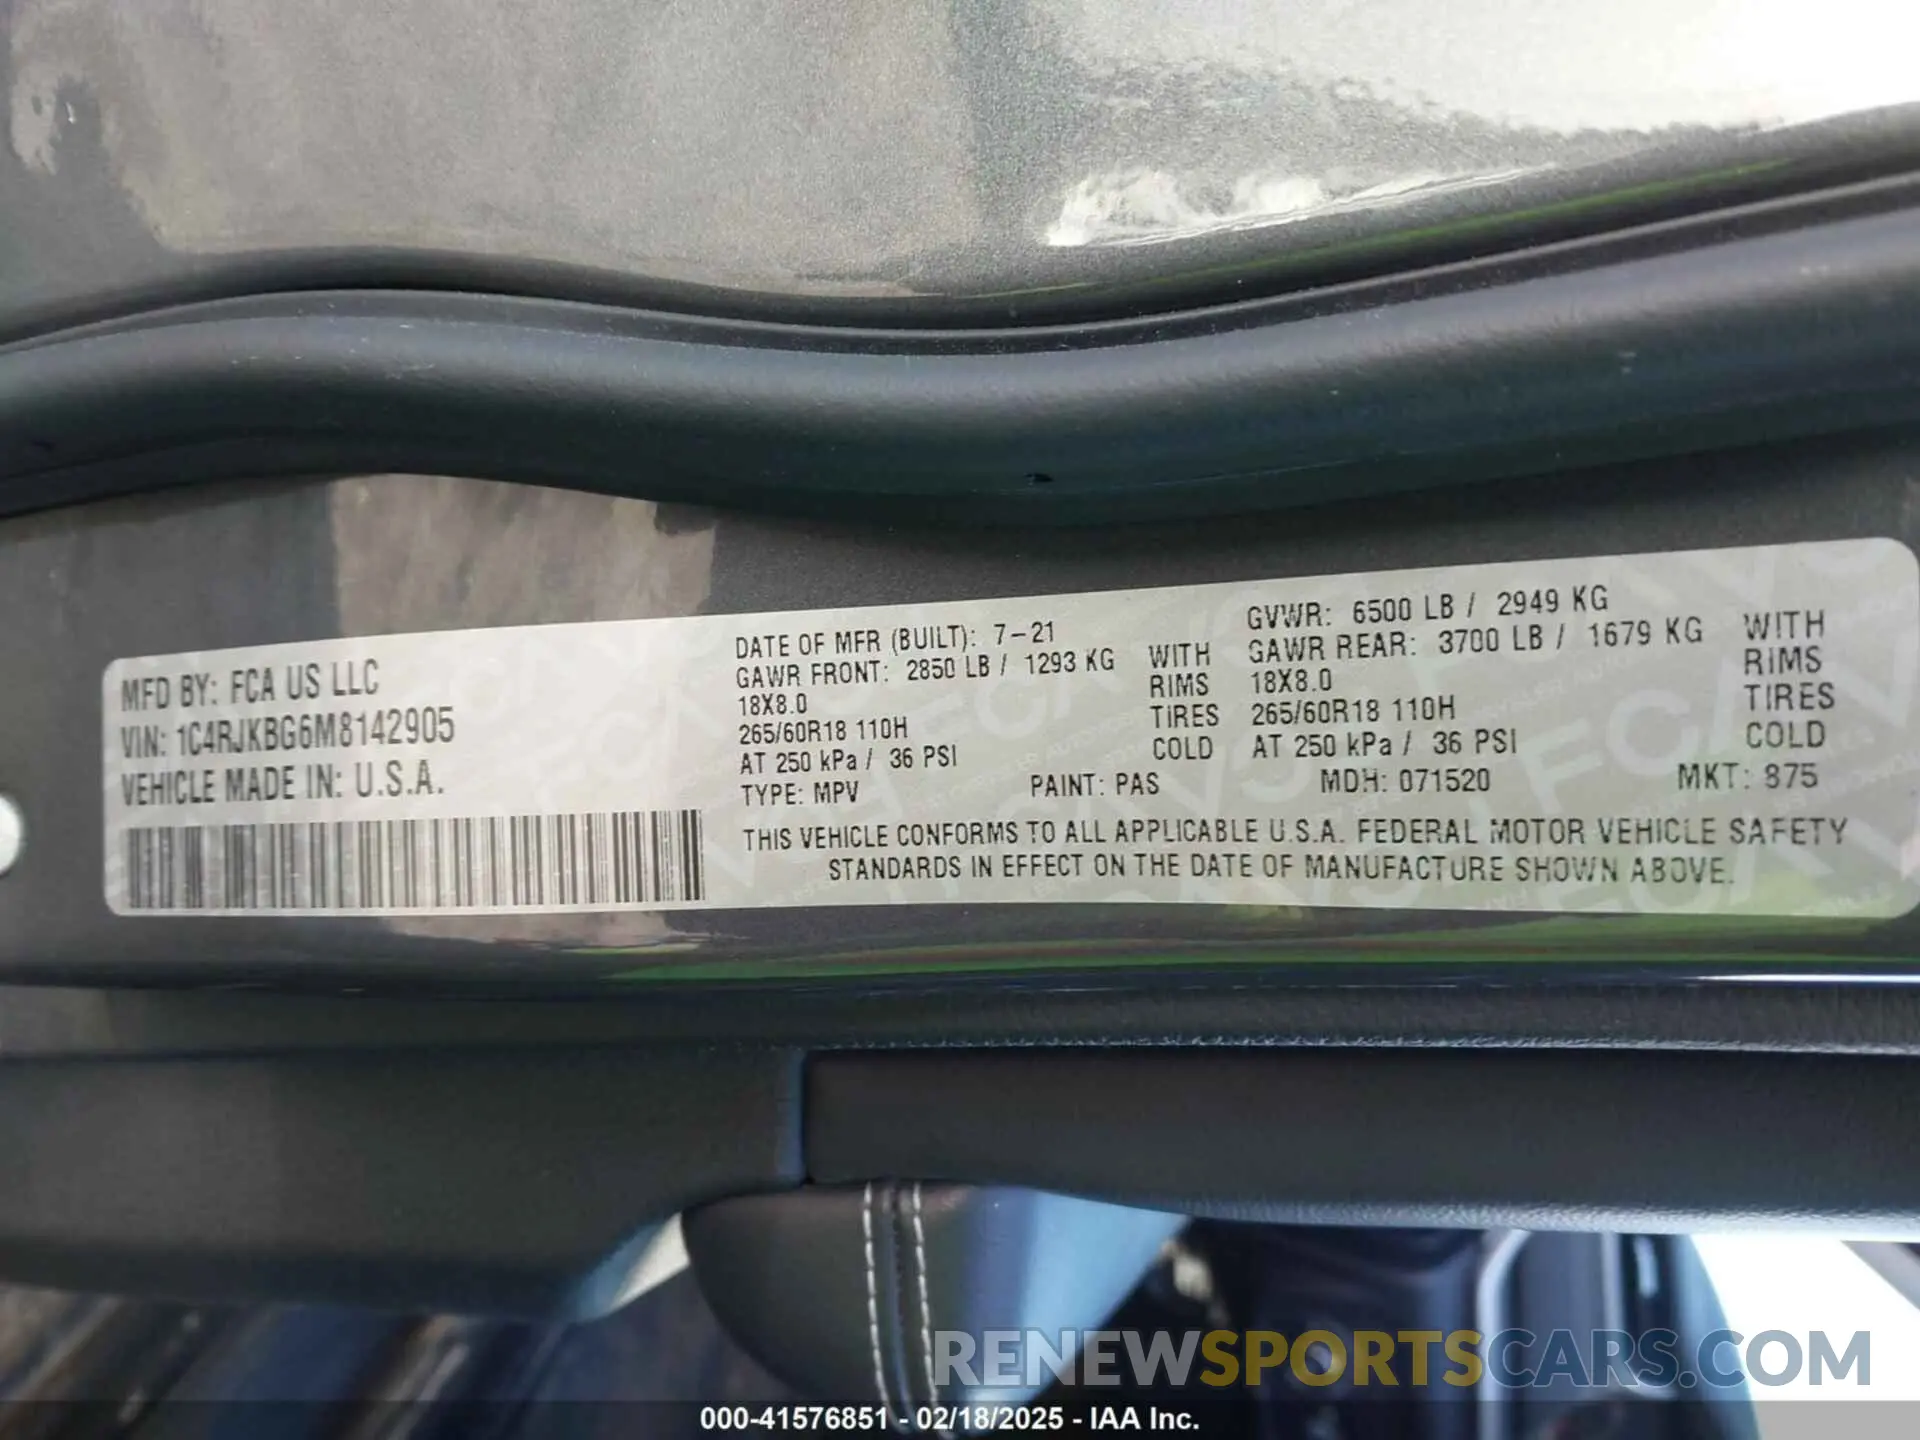 MFD BY: FCA US LLC
VIN: 1C4RJKBG6M8142905
VEHICLE MADE IN: U.S.A.
DATE OF MFR (BUILT): 7-21
GAWR FRONT: 2850 LB / 1293 KG WITH
18X8.0 RIMS
265/60R18 110H TIRES
AT 250 kPa / 36 PSI COLD
GVWR: 6500 LB / 2949 KG
GAWR REAR: 3700 LB / 1679 KG WITH
18X8.0 RIMS
265/60R18 110H TIRES
AT 250 kPa / 36 PSI COLD
TYPE: MPV PAINT: PAS MDH: 071520 MKT: 875
THIS VEHICLE CONFORMS TO ALL APPLICABLE U.S.A. FEDERAL MOTOR VEHICLE SAFETY
STANDARDS IN EFFECT ON THE DATE OF MANUFACTURE SHOWN ABOVE.
RENEWSPORTSCARS.COM
000-41576851 - 02/18/2025 - IAA Inc.